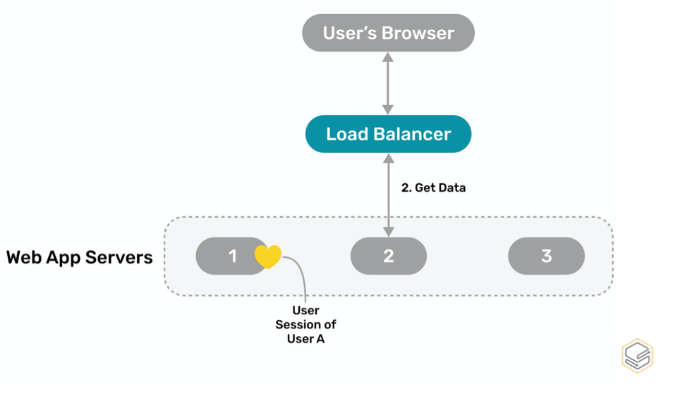 User's Browser
Load Balancer
2. Get Data
Web App Servers
1
2
3
User
Session of
User A